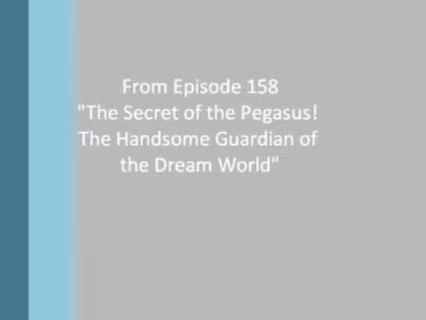 From Episode 158
"The Secret of the Pegasus!
The Handsome Guardian of
the Dream World"